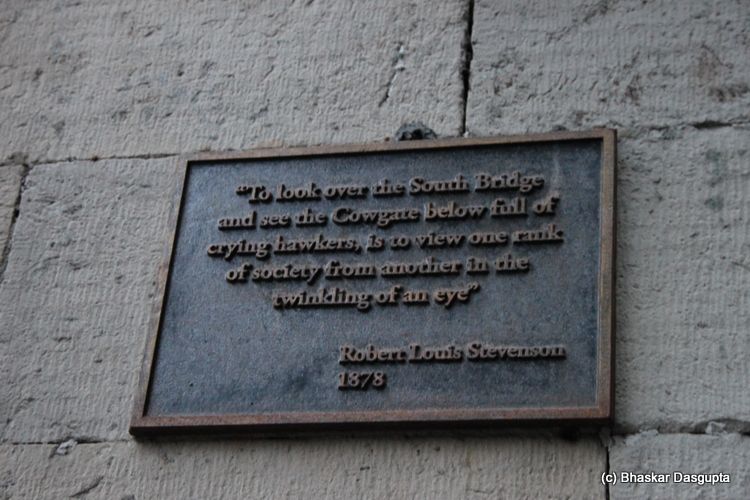 “To look over the South Bridge
and see the Cowgate below full of
crying hawkers, is to view one rank
of society from another in the
twinkling of an eye”
Robert Louis Stevenson
1878
(c) Bhaskar Dasgupta